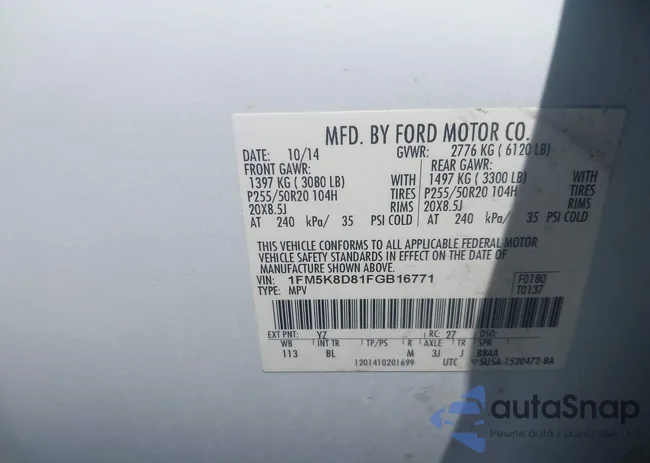 MFD. BY FORD MOTOR CO.
DATE: 10/14 GVWR: 2776 KG ( 6120 LB)
FRONT GAWR: REAR GAWR:
1397 KG ( 3080 LB) WITH 1497 KG ( 3300 LB) WITH
P255/50R20 104H TIRES P255/50R20 104H TIRES
20X8.5J RIMS 20X8.5J RIMS
AT 240 kPa/ 35 PSI COLD AT 240 kPa/ 35 PSI COLD
THIS VEHICLE CONFORMS TO ALL APPLICABLE FEDERAL MOTOR
VEHICLE SAFETY STANDARDS IN EFFECT ON THE DATE OF
MANUFACTURE SHOWN ABOVE.
VIN: 1FM5K8D81FGB16771 F0180
TYPE: MPV T0137
EXT PNT: YZ RC: 27 DSO:
WB INT TR TP/PS R AXLE TR SPR
113 BL M 3J J BBAA
1201410201699 UTC
autoSnap